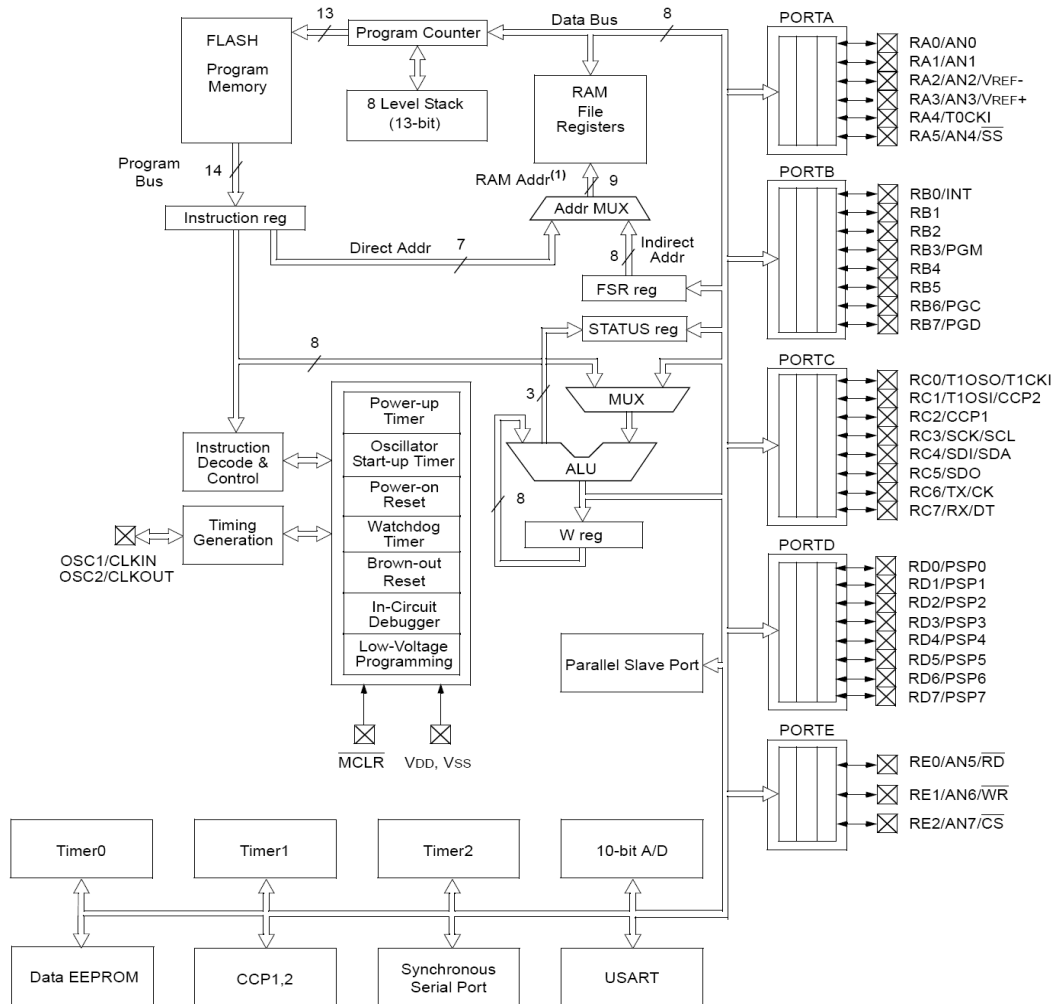 13
Data Bus
8
PORTA
FLASH
Program
Memory
Program Counter
8 Level Stack
(13-bit)
RAM
File
Registers
RA0/AN0
RA1/AN1
RA2/AN2/VREF-
RA3/AN3/VREF+
RA4/T0CKI
RA5/AN4/SS
Program
Bus
14
RAM Addr(1)
9
PORTB
Instruction reg
Addr MUX
RB0/INT
RB1
RB2
RB3/PGM
RB4
RB5
RB6/PGC
RB7/PGD
Direct Addr
7
8
Indirect
Addr
FSR reg
STATUS reg
8
3
MUX
PORTC
RC0/T1OSO/T1CKI
RC1/T1OSI/CCP2
RC2/CCP1
RC3/SCK/SCL
RC4/SDI/SDA
RC5/SDO
RC6/TX/CK
RC7/RX/DT
Power-up
Timer
Oscillator
Start-up Timer
Power-on
Reset
Watchdog
Timer
Brown-out
Reset
In-Circuit
Debugger
Low-Voltage
Programming
Instruction
Decode &
Control
ALU
8
W reg
Timing
Generation
OSC1/CLKIN
OSC2/CLKOUT
PORTD
RD0/PSP0
RD1/PSP1
RD2/PSP2
RD3/PSP3
RD4/PSP4
RD5/PSP5
RD6/PSP6
RD7/PSP7
Parallel Slave Port
MCLR
VDD, VSS
PORTE
RE0/AN5/RD
RE1/AN6/WR
RE2/AN7/CS
Timer0
Timer1
Timer2
10-bit A/D
Data EEPROM
CCP1,2
Synchronous
Serial Port
USART